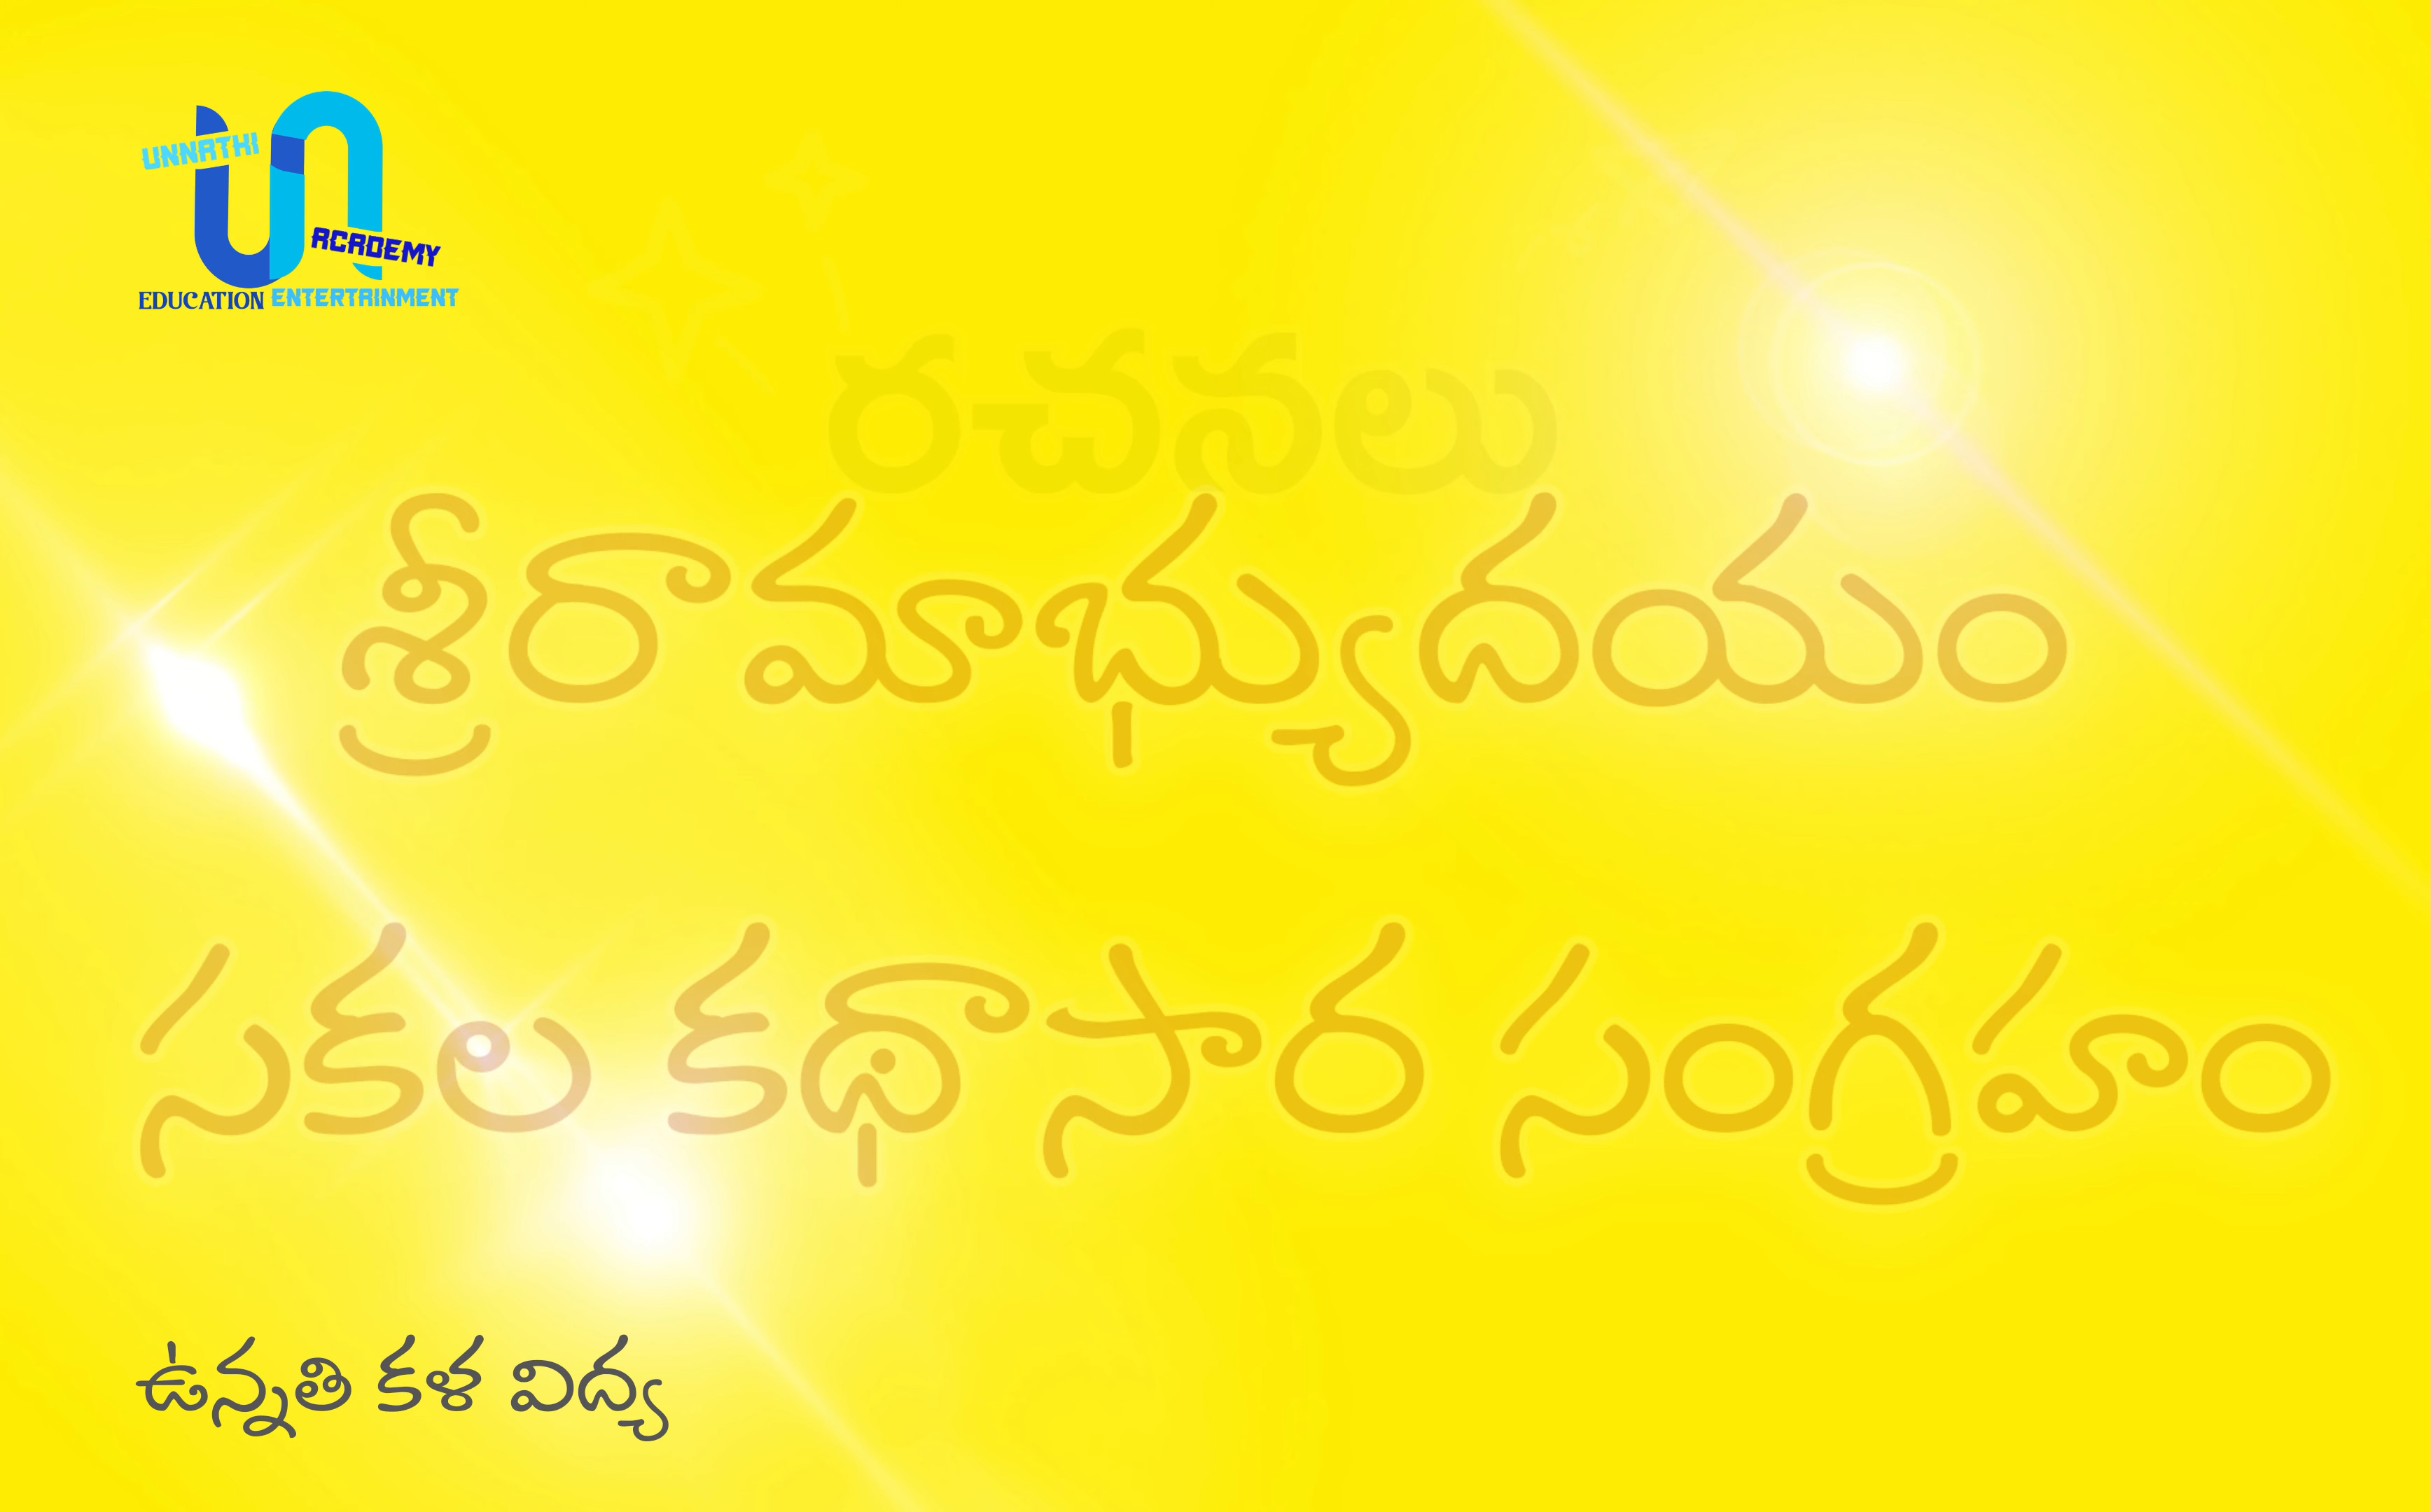 UNNATHI
ACADEMY
EDUCATION ENTERTAINMENT
రచనలు
శ్రీరామాభ్యుదయం
సకల కథాసార సంగ్రహం
ఉన్నతి కళ విద్య